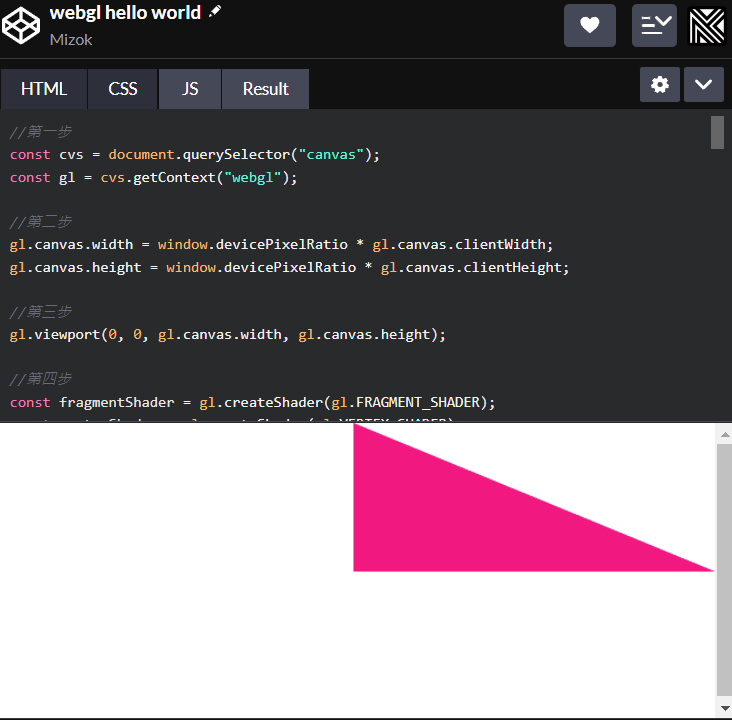 webgl hello world
Mizok
HTML CSS JS Result
//第一步
const cvs = document.querySelector("canvas");
const gl = cvs.getContext("webgl");
//第二步
gl.canvas.width = window.devicePixelRatio * gl.canvas.clientWidth;
gl.canvas.height = window.devicePixelRatio * gl.canvas.clientHeight;
//第三步
gl.viewport(0, 0, gl.canvas.width, gl.canvas.height);
//第四步
const fragmentShader = gl.createShader(gl.FRAGMENT_SHADER);